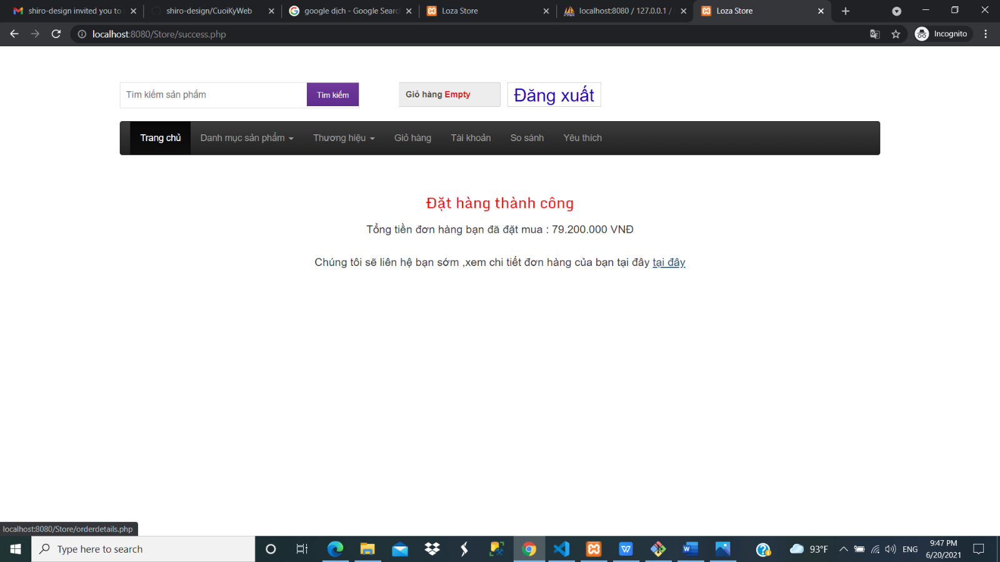 shiro-design invited you to
shiro-design/CuoiKyWeb
google dịch - Google Searc
Loza Store
localhost:8080 / 127.0.0.1 /
Loza Store
localhost:8080/Store/success.php
Incognito
Tìm kiếm sản phẩm
Tìm kiếm
Giỏ hàng Empty
Đăng xuất
Trang chủ
Danh mục sản phẩm
Thương hiệu
Giỏ hàng
Tài khoản
So sánh
Yêu thích
Đặt hàng thành công
Tổng tiền đơn hàng bạn đã đặt mua : 79.200.000 VNĐ
Chúng tôi sẽ liên hệ bạn sớm ,xem chi tiết đơn hàng của bạn tại đây tại đây
localhost:8080/Store/orderdetails.php
Type here to search
93°F
ENG
9:47 PM
6/20/2021